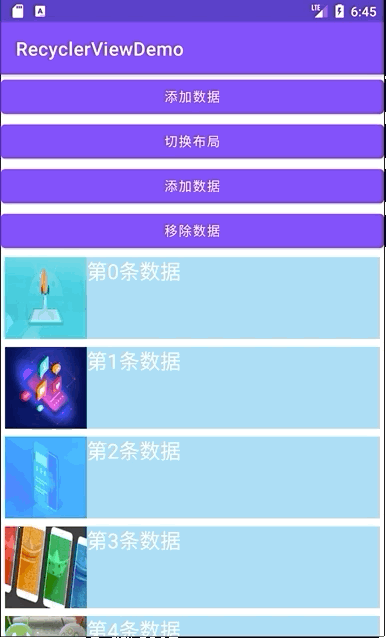 LTE 6:45
A
RecyclerViewDemo
添加数据
切换布局
添加数据
移除数据
第0条数据
第1条数据
第2条数据
第3条数据
第4条数据